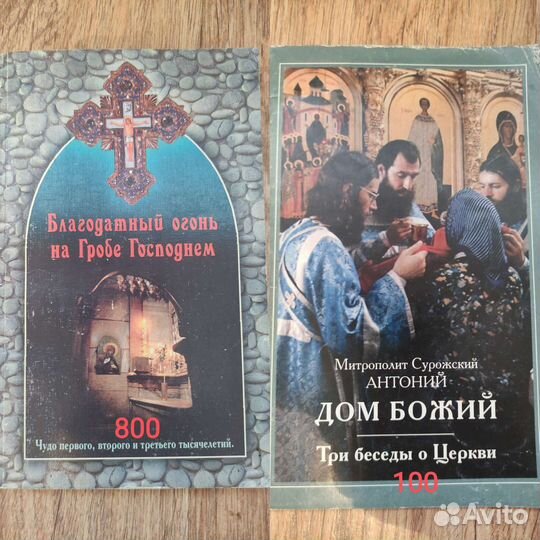 Благодатный огонь
на Гробе Господнем
800
Чудо первого, второго и третьего тысячелетий.
Митрополит Сурожский
АНТОНИЙ
ДОМ БОЖИЙ
Три беседы о Церкви
100
Avito